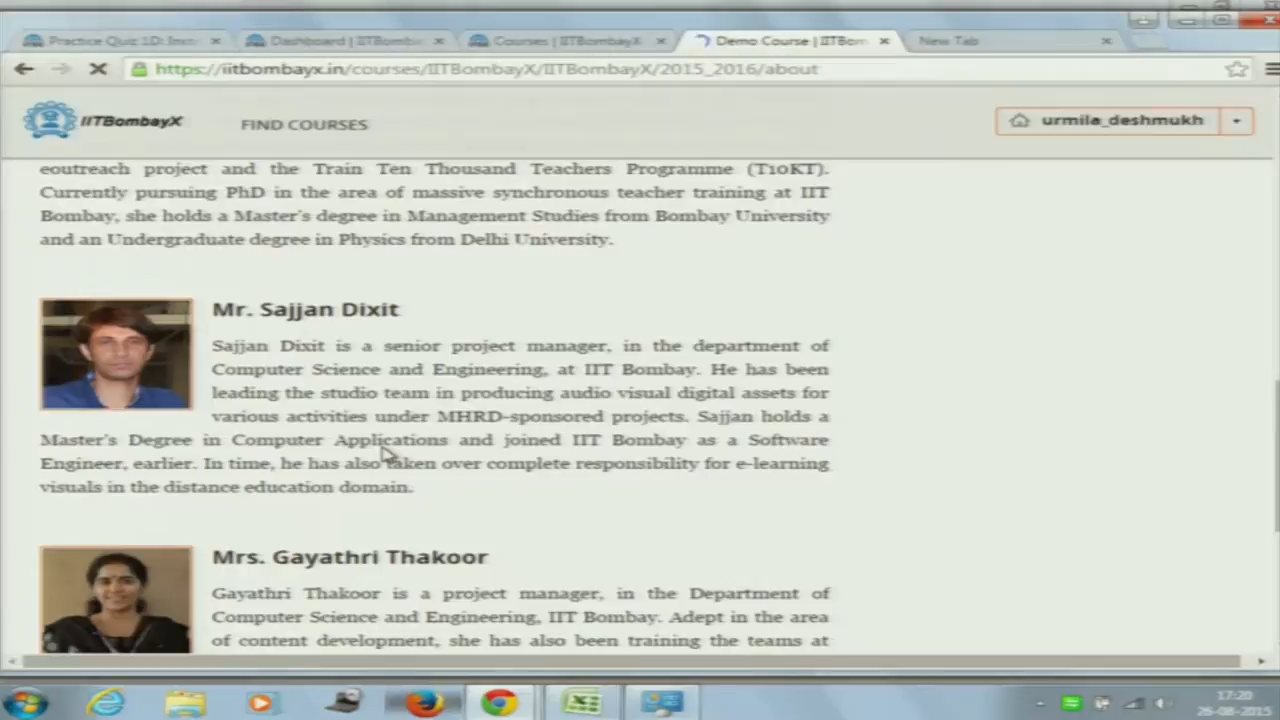 Practice Quiz 1D: Inst
Dashboard | IITBomba
Courses | IITBombayX
Demo Course | IITBom
New Tab
https://iitbombayx.in/courses/IITBombayX/IITBombayX/2015_2016/about
IITBombayX
FIND COURSES
urmila_deshmukh
eoutreach project and the Train Ten Thousand Teachers Programme (T10KT).
Currently pursuing PhD in the area of massive synchronous teacher training at IIT
Bombay, she holds a Master's degree in Management Studies from Bombay University
and an Undergraduate degree in Physics from Delhi University.
Mr. Sajjan Dixit
Sajjan Dixit is a senior project manager, in the department of
Computer Science and Engineering, at IIT Bombay. He has been
leading the studio team in producing audio visual digital assets for
various activities under MHRD-sponsored projects. Sajjan holds a
Master's Degree in Computer Applications and joined IIT Bombay as a Software
Engineer, earlier. In time, he has also taken over complete responsibility for e-learning
visuals in the distance education domain.
Mrs. Gayathri Thakoor
Gayathri Thakoor is a project manager, in the Department of
Computer Science and Engineering, IIT Bombay. Adept in the area
of content development, she has also been training the teams at
17:20
26-08-2015